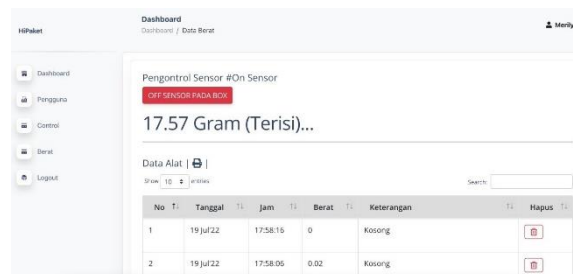 HiPaket
Dashboard
Dashboard / Data Berat
Merily
Dashboard
Pengguna
Control
Berat
Logout
Pengontrol Sensor #On Sensor
OFF SENSOR PADA BOX
17.57 Gram (Terisi)...
Data Alat | |
Show 10 entries
Search:
No Tanggal Jam Berat Keterangan Hapus
1 19 Jul'22 17:58:16 0 Kosong
2 19 Jul'22 17:58:06 0.02 Kosong